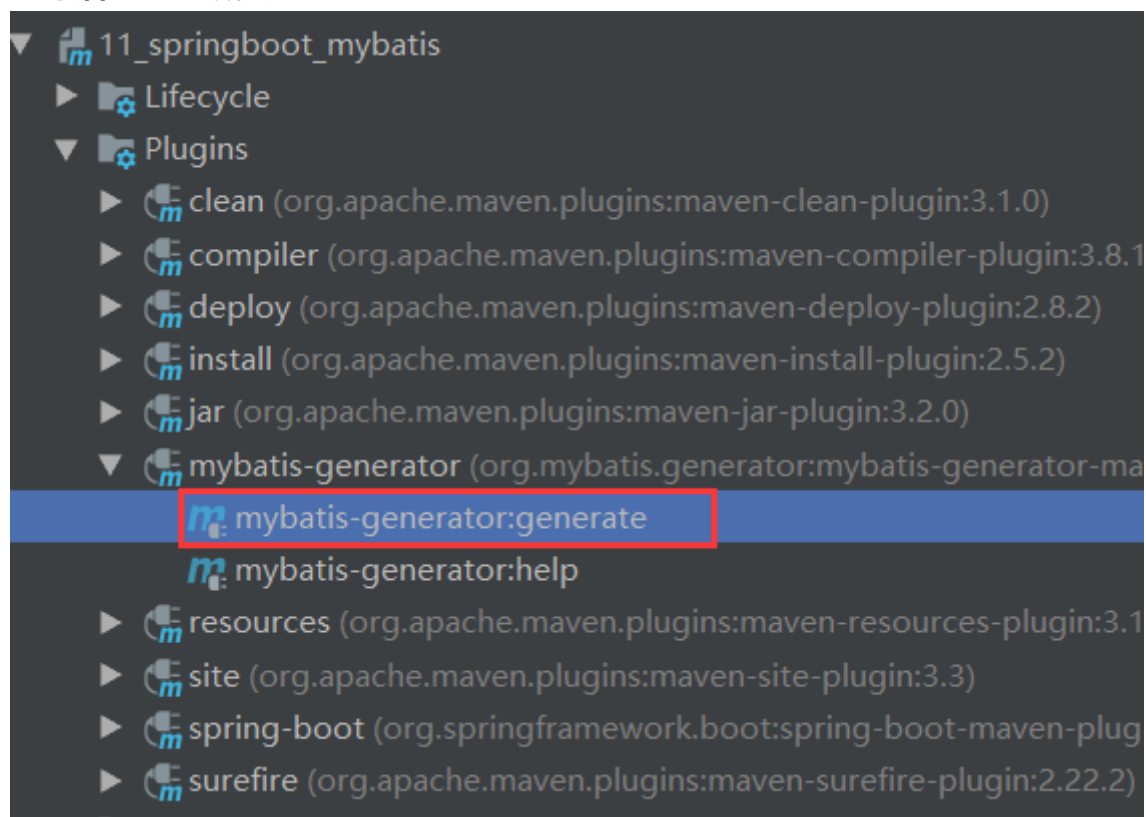 11_springboot_mybatis
Lifecycle
Plugins
clean (org.apache.maven.plugins:maven-clean-plugin:3.1.0)
compiler (org.apache.maven.plugins:maven-compiler-plugin:3.8.1
deploy (org.apache.maven.plugins:maven-deploy-plugin:2.8.2)
install (org.apache.maven.plugins:maven-install-plugin:2.5.2)
jar (org.apache.maven.plugins:maven-jar-plugin:3.2.0)
mybatis-generator (org.mybatis.generator:mybatis-generator-ma
mybatis-generator:generate
mybatis-generator:help
resources (org.apache.maven.plugins:maven-resources-plugin:3.1
site (org.apache.maven.plugins:maven-site-plugin:3.3)
spring-boot (org.springframework.boot:spring-boot-maven-plug
surefire (org.apache.maven.plugins:maven-surefire-plugin:2.22.2)